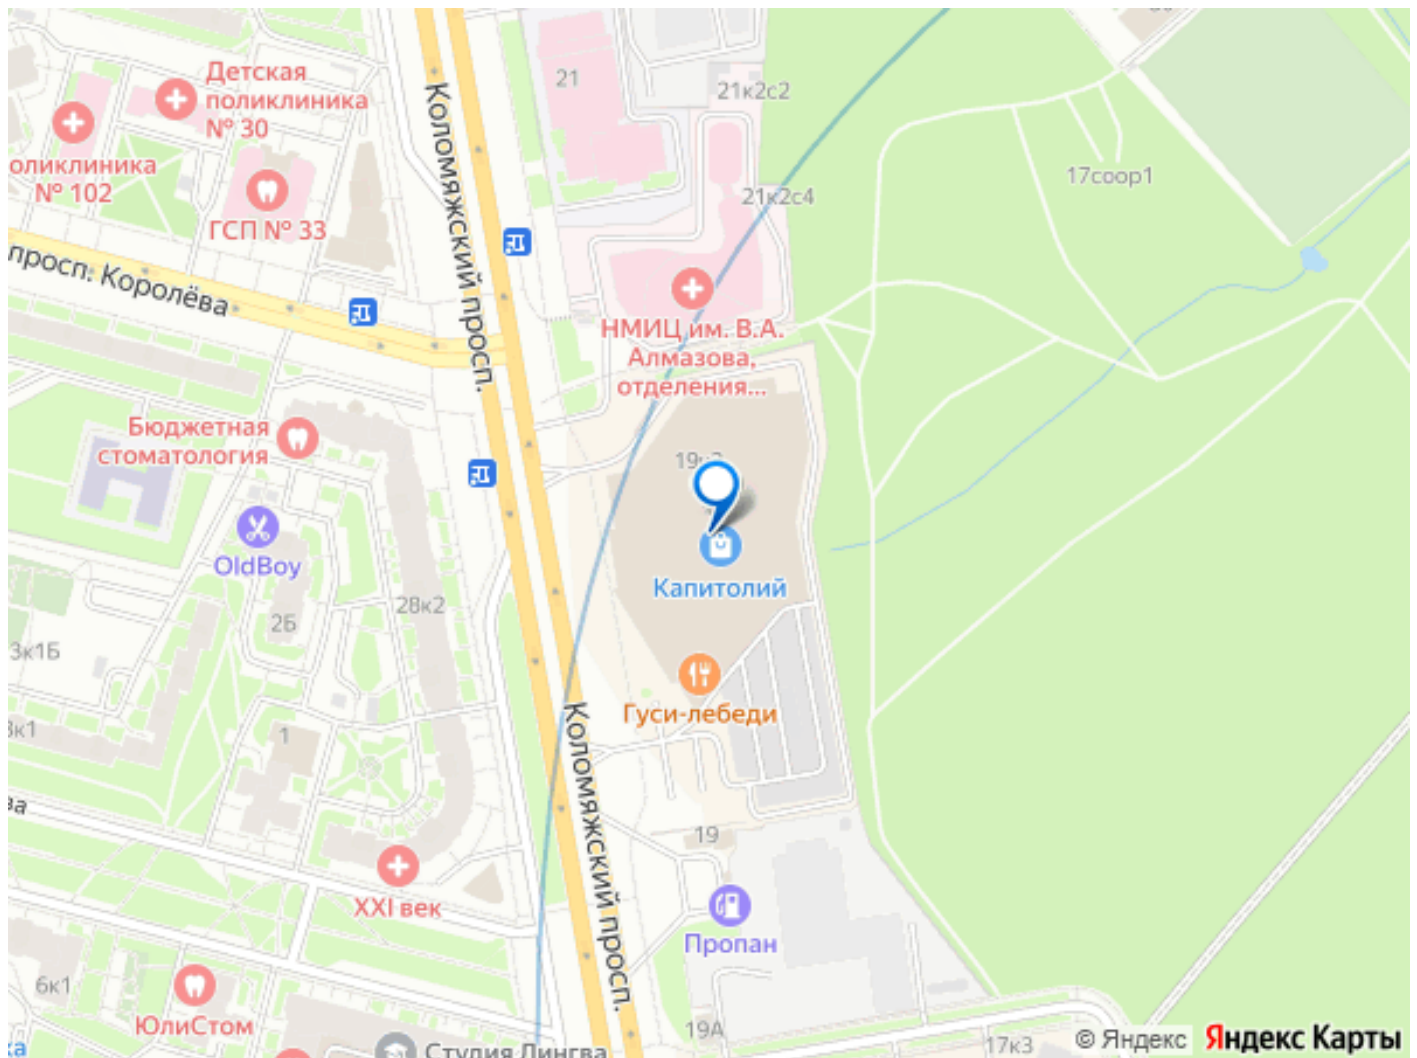 Детская
поликлиника
№ 30
оликлиника
№ 102
ГСП № 33
21
21к2с2
21к2с4
17соор1
Коломяжский просп.
просп. Королёва
НМИЦ им. В.А.
Алмазова,
отделения...
Бюджетная
стоматология
OldBoy
28к2
2Б
3к1Б
1
Капитолий
Гуси-лебеди
Коломяжский просп.
19
Пропан
XXI век
6к1
ЮлиСтом
Студия Лингва
19А
17к3
© Яндекс Яндекс Карты